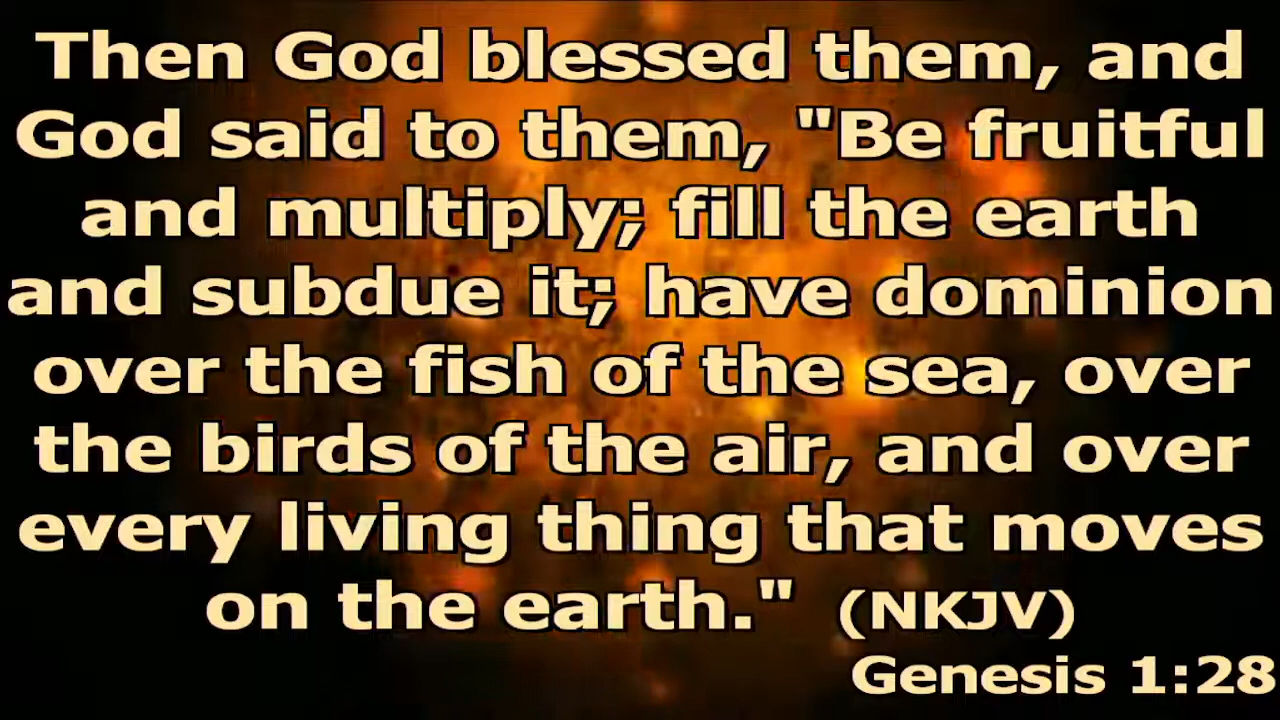 Then God blessed them, and
God said to them, "Be fruitful
and multiply; fill the earth
and subdue it; have dominion
over the fish of the sea, over
the birds of the air, and over
every living thing that moves
on the earth." (NKJV)
Genesis 1:28